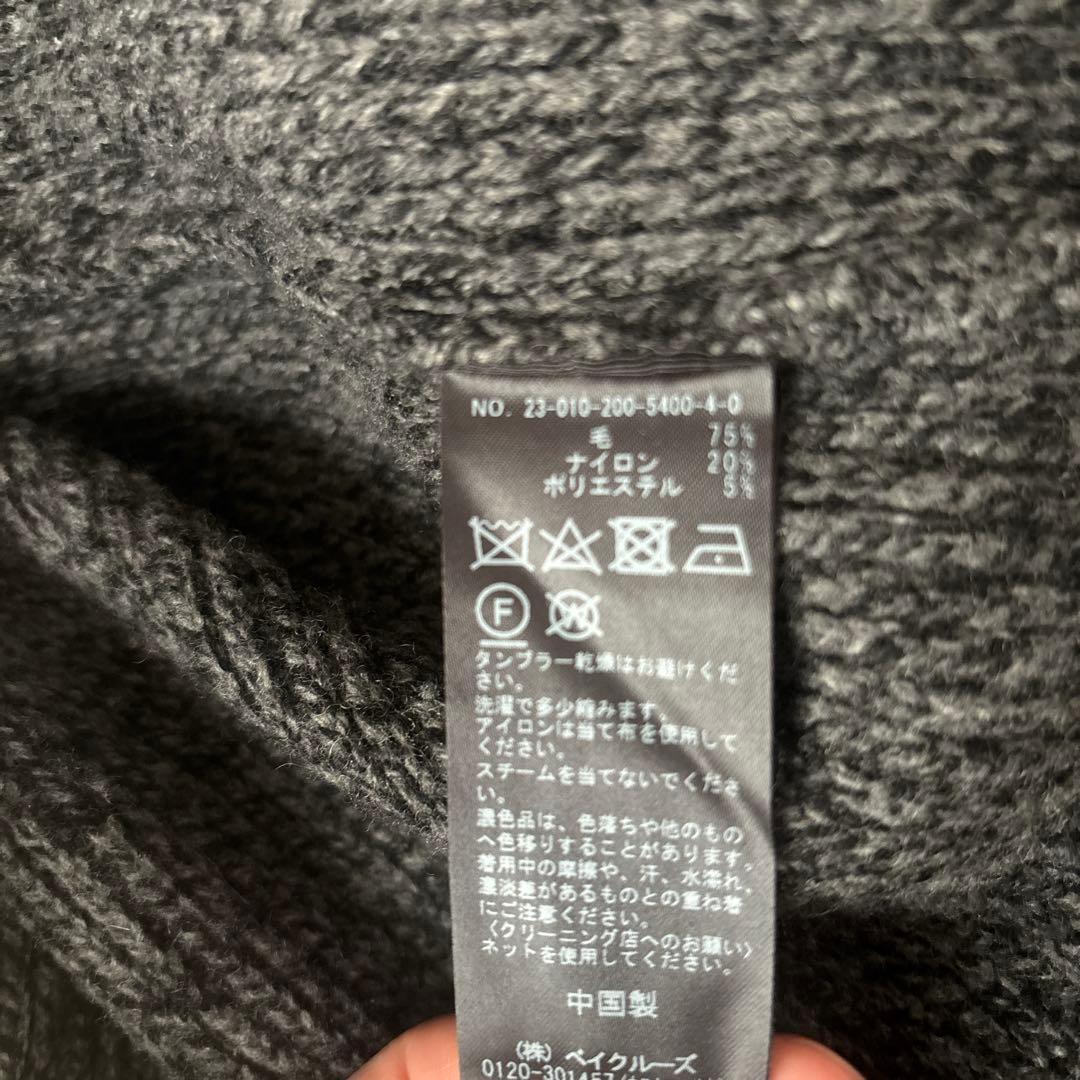 NO. 23-010-200-5400-4-0
毛 75%
ナイロン 20%
ポリエステル 5%
F W
タンブラー乾燥はお避けくだ
さい。
洗濯で多少縮みます。
アイロンは当て布を使用して
ください。
スチームを当てないでくださ
い。
濃色品は、色落ちや他のもの
へ色移りすることがあります。
着用中の摩擦や、汗、水濡れ、
濃淡差があるものとの重ね着
にご注意ください。
〈クリーニング店へのお願い〉
ネットを使用してください。
中国製
(株) ベイクルーズ
0120-301457